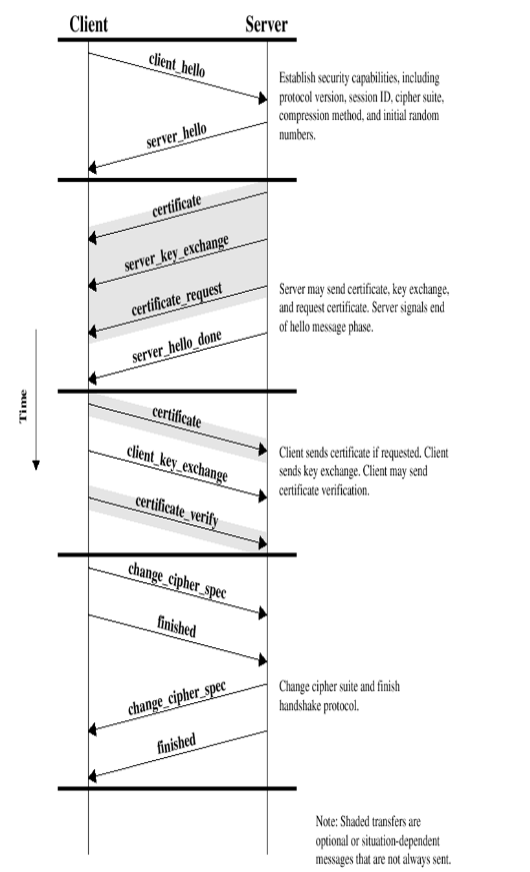 Client Server
client_hello
Establish security capabilities, including
protocol version, session ID, cipher suite,
compression method, and initial random
numbers.
server_hello
certificate
server_key_exchange
certificate_request
Server may send certificate, key exchange,
and request certificate. Server signals end
of hello message phase.
server_hello_done
Time
certificate
client_key_exchange
Client sends certificate if requested. Client
sends key exchange. Client may send
certificate verification.
certificate_verify
change_cipher_spec
finished
change_cipher_spec
Change cipher suite and finish
handshake protocol.
finished
Note: Shaded transfers are
optional or situation-dependent
messages that are not always sent.